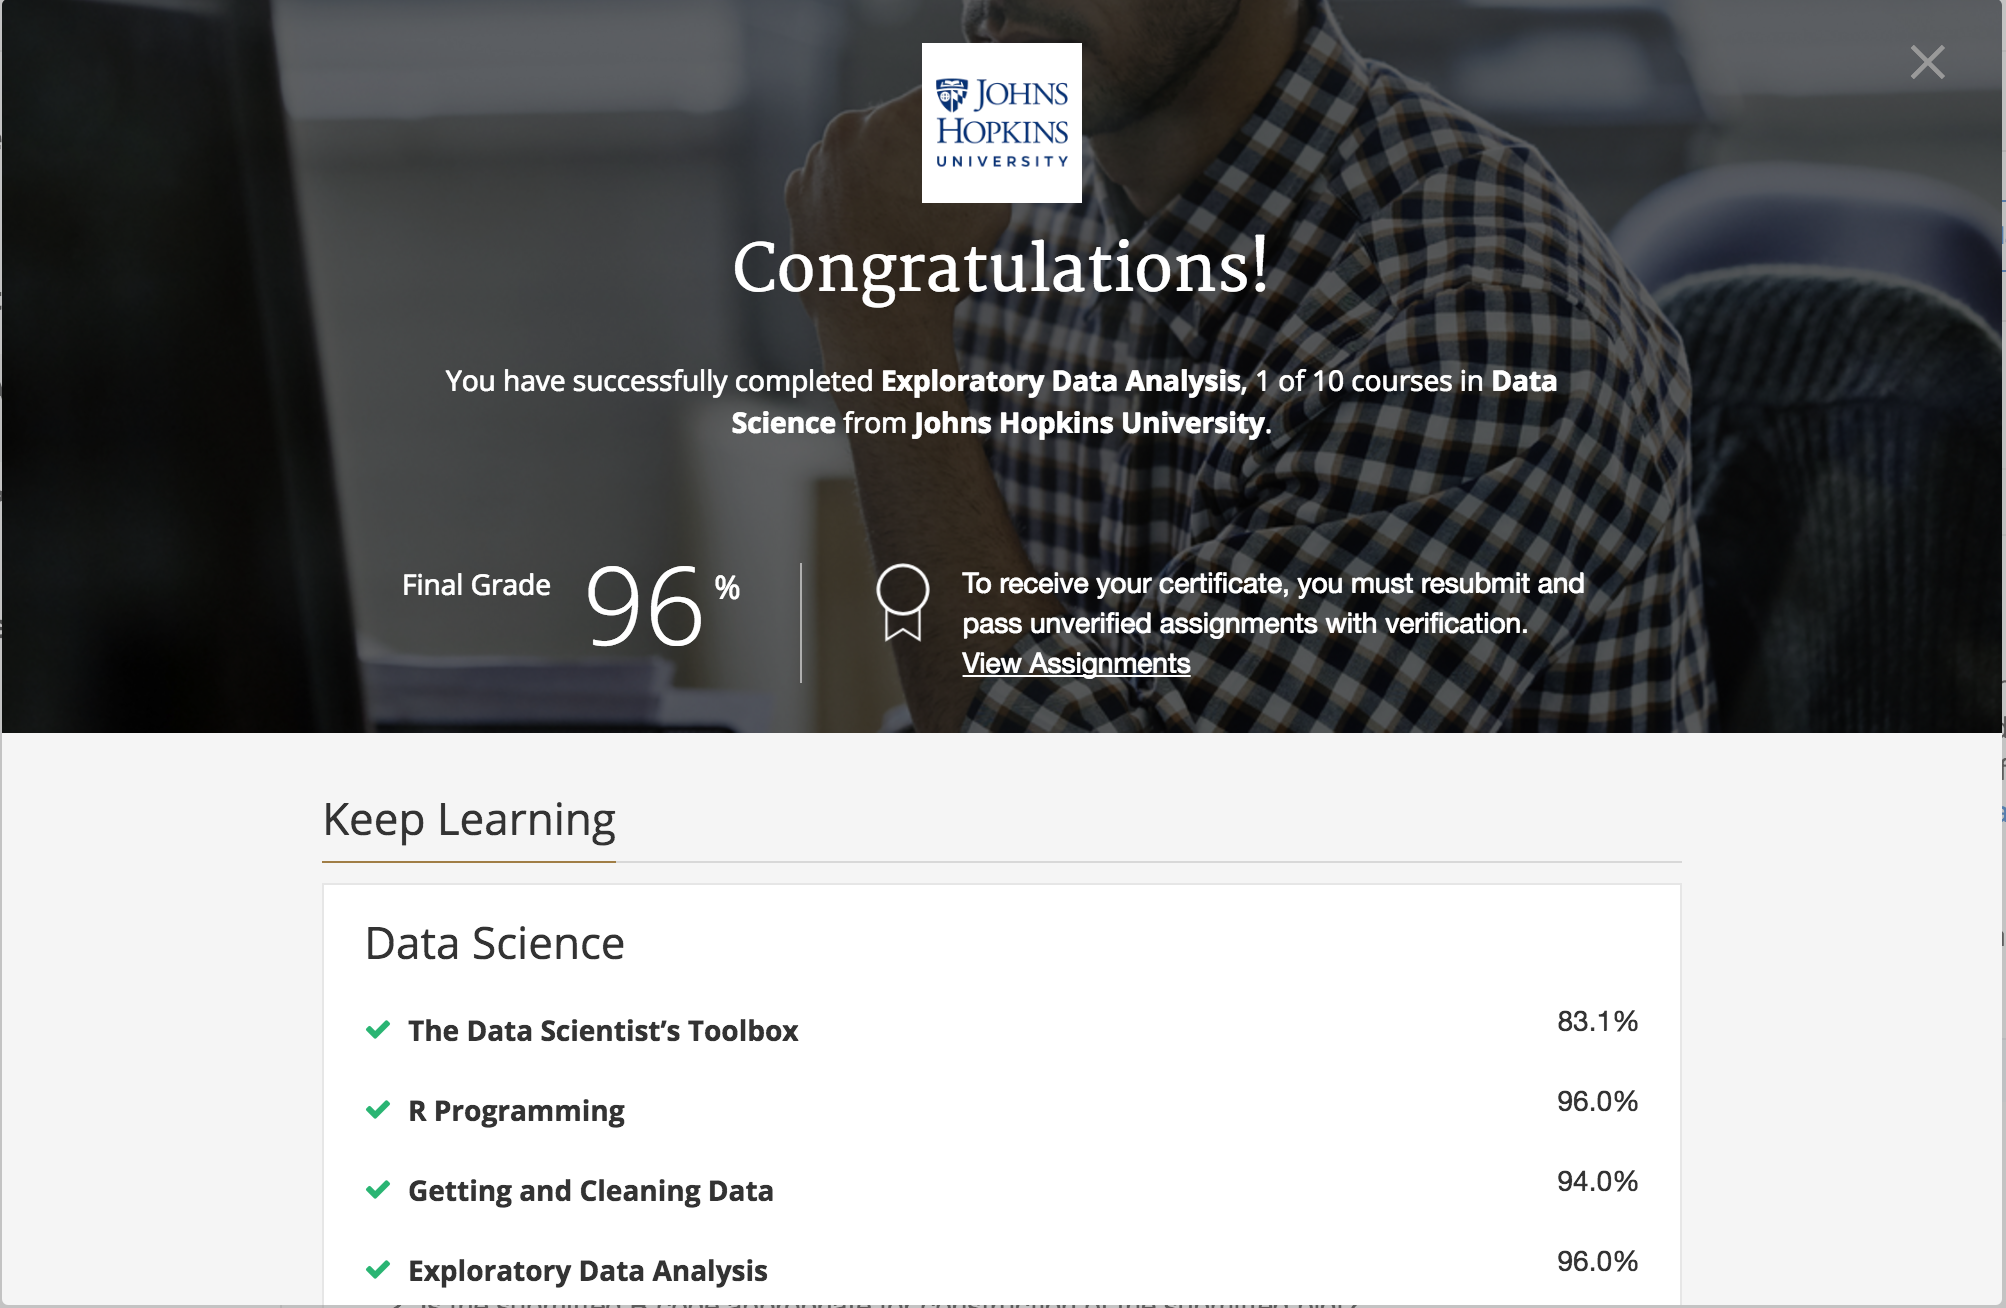 JOHNS
HOPKINS
UNIVERSITY
Congratulations!
You have successfully completed Exploratory Data Analysis, 1 of 10 courses in Data
Science from Johns Hopkins University.
Final Grade 96 %
To receive your certificate, you must resubmit and
pass unverified assignments with verification.
View Assignments
Keep Learning
Data Science
The Data Scientist’s Toolbox 83.1%
R Programming 96.0%
Getting and Cleaning Data 94.0%
Exploratory Data Analysis 96.0%